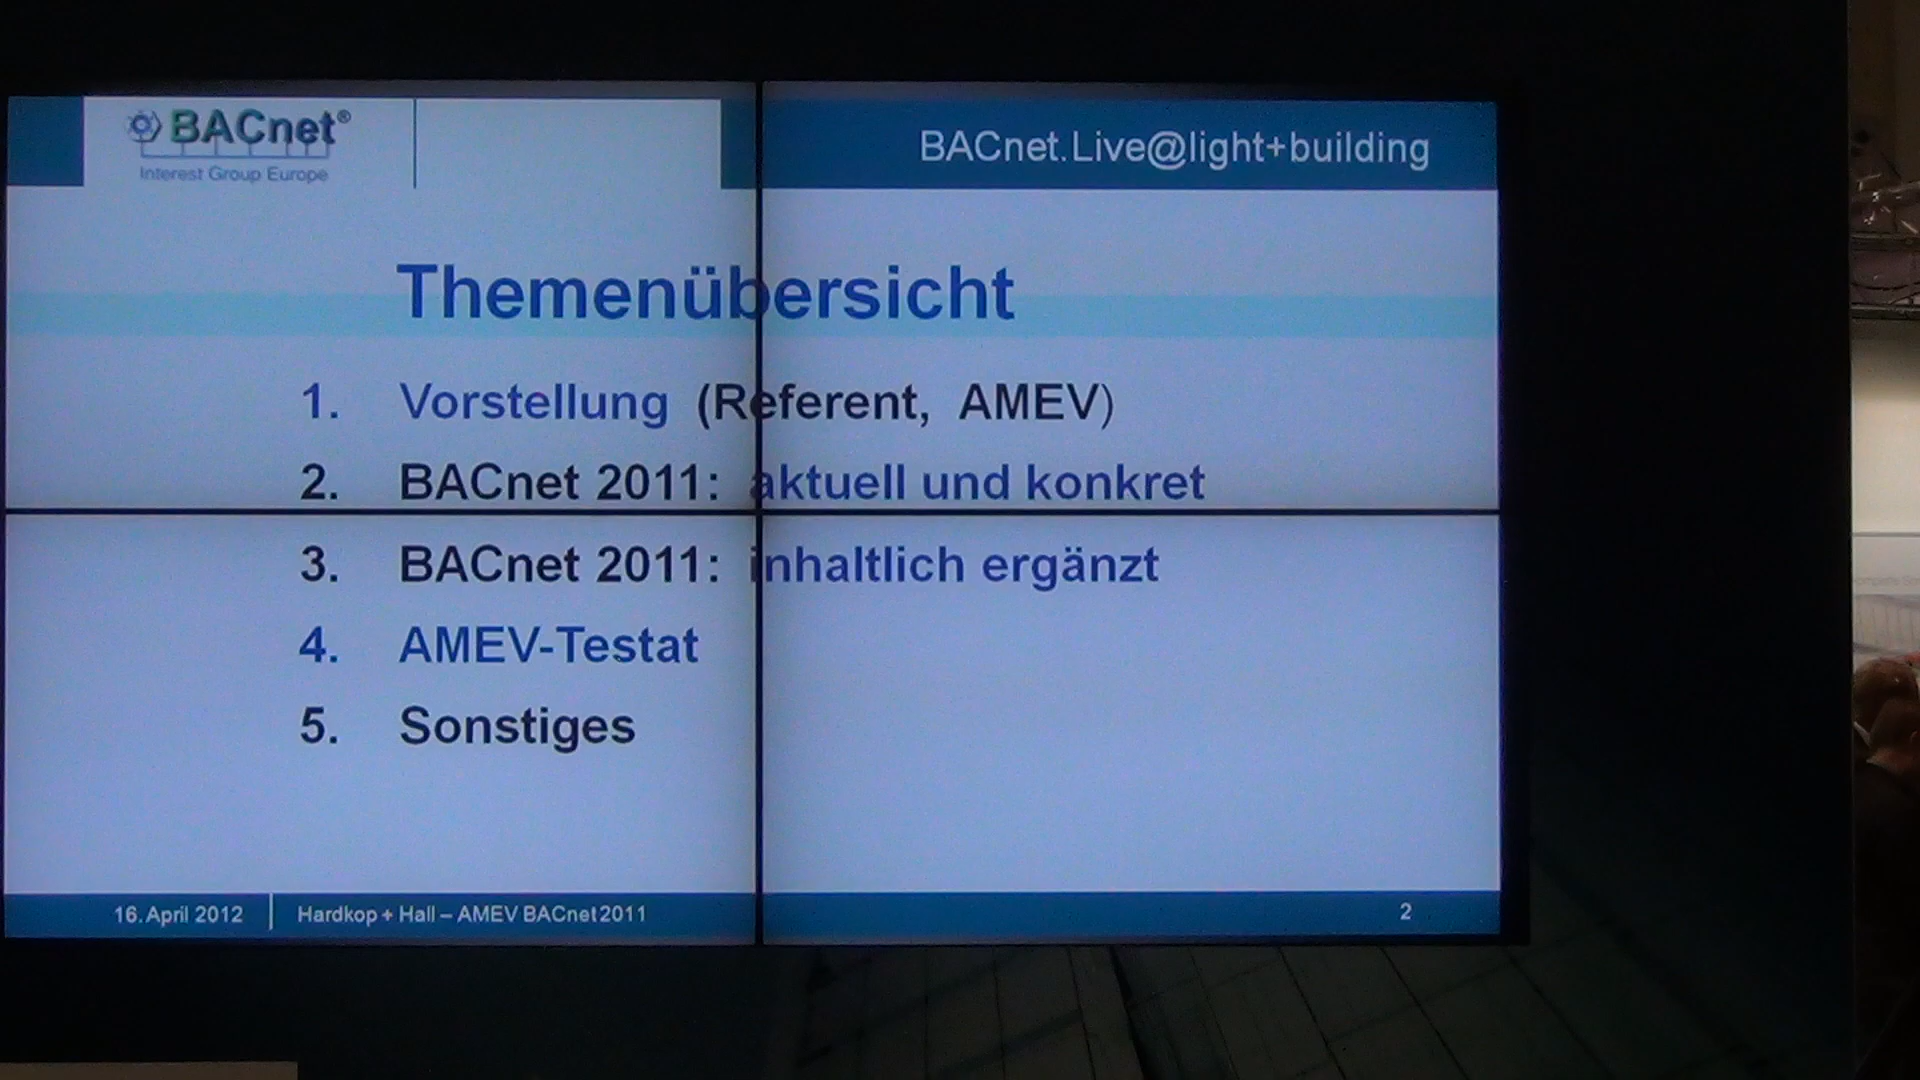 BACnet®
Interest Group Europe
BACnet.Live@light+building
Themenübersicht
1. Vorstellung (Referent, AMEV)
2. BACnet 2011: aktuell und konkret
3. BACnet 2011: inhaltlich ergänzt
4. AMEV-Testat
5. Sonstiges
16. April 2012
Hardkop + Hall – AMEV BACnet 2011
2